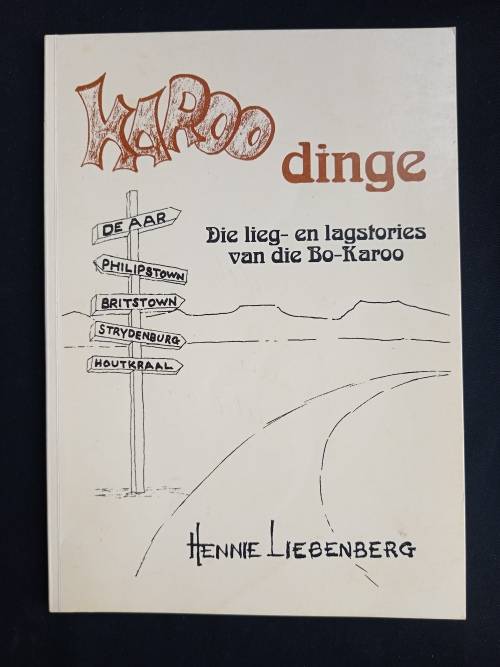 KAROO
dinge
Die lieg- en lagstories
van die Bo-Karoo
DE AAR
PHILIPSTOWN
BRITSTOWN
STRYDENBURG
HOUTKRAAL
HENNIE LIEBENBERG